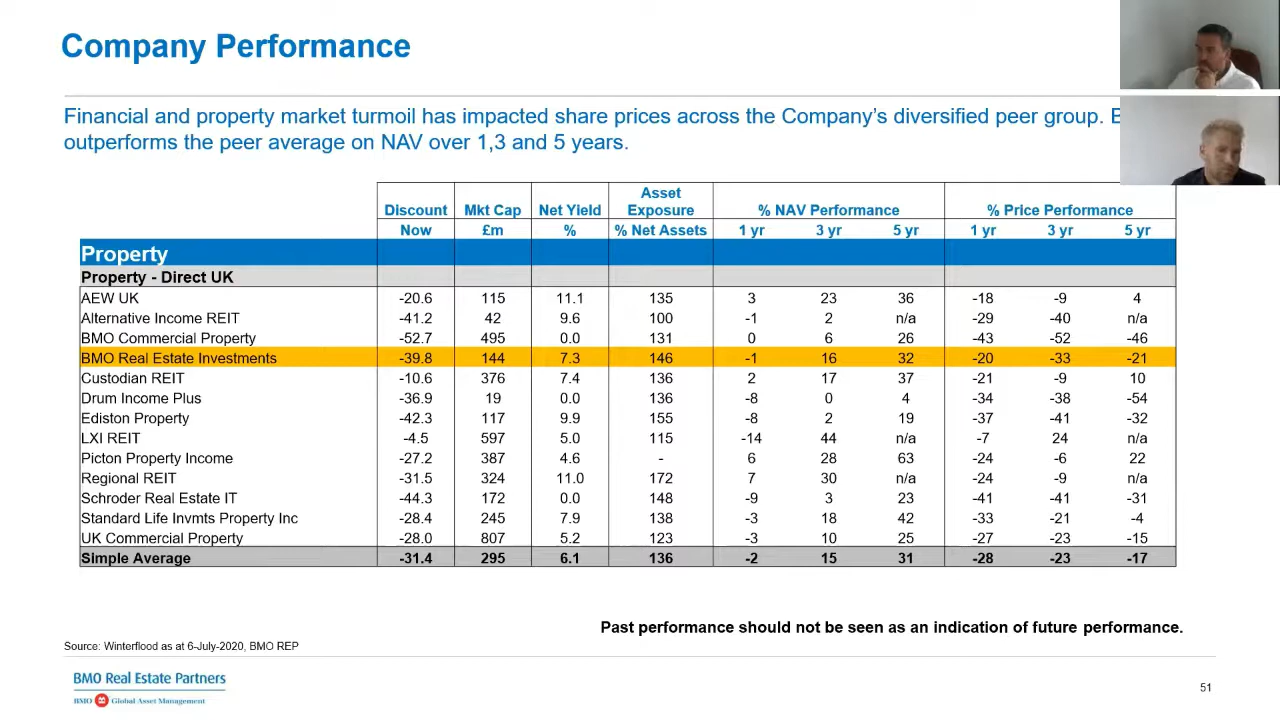 Company Performance
Financial and property market turmoil has impacted share prices across the Company's diversified peer group.
outperforms the peer average on NAV over 1,3 and 5 years.
Discount Mkt Cap Net Yield Asset Exposure % NAV Performance % Price Performance
Now £m % % Net Assets 1 yr 3 yr 5 yr 1 yr 3 yr 5 yr
Property
Property - Direct UK
AEW UK -20.6 115 11.1 135 3 23 36 -18 -9 4
Alternative Income REIT -41.2 42 9.6 100 -1 2 n/a -29 -40 n/a
BMO Commercial Property -52.7 495 0.0 131 0 6 26 -43 -52 -46
BMO Real Estate Investments -39.8 144 7.3 146 -1 16 32 -20 -33 -21
Custodian REIT -10.6 376 7.4 136 2 17 37 -21 -9 10
Drum Income Plus -36.9 19 0.0 136 -8 0 4 -34 -38 -54
Ediston Property -42.3 117 9.9 155 -8 2 19 -37 -41 -32
LXI REIT -4.5 597 5.0 115 -14 44 n/a -7 24 n/a
Picton Property Income -27.2 387 4.6 - 6 28 63 -24 -6 22
Regional REIT -31.5 324 11.0 172 7 30 n/a -24 -9 n/a
Schroder Real Estate IT -44.3 172 0.0 148 -9 3 23 -41 -41 -31
Standard Life Invmts Property Inc -28.4 245 7.9 138 -3 18 42 -33 -21 -4
UK Commercial Property -28.0 807 5.2 123 -3 10 25 -27 -23 -15
Simple Average -31.4 295 6.1 136 -2 15 31 -28 -23 -17
Past performance should not be seen as an indication of future performance.
Source: Winterflood as at 6-July-2020, BMO REP
BMO Real Estate Partners
BMO Global Asset Management
51